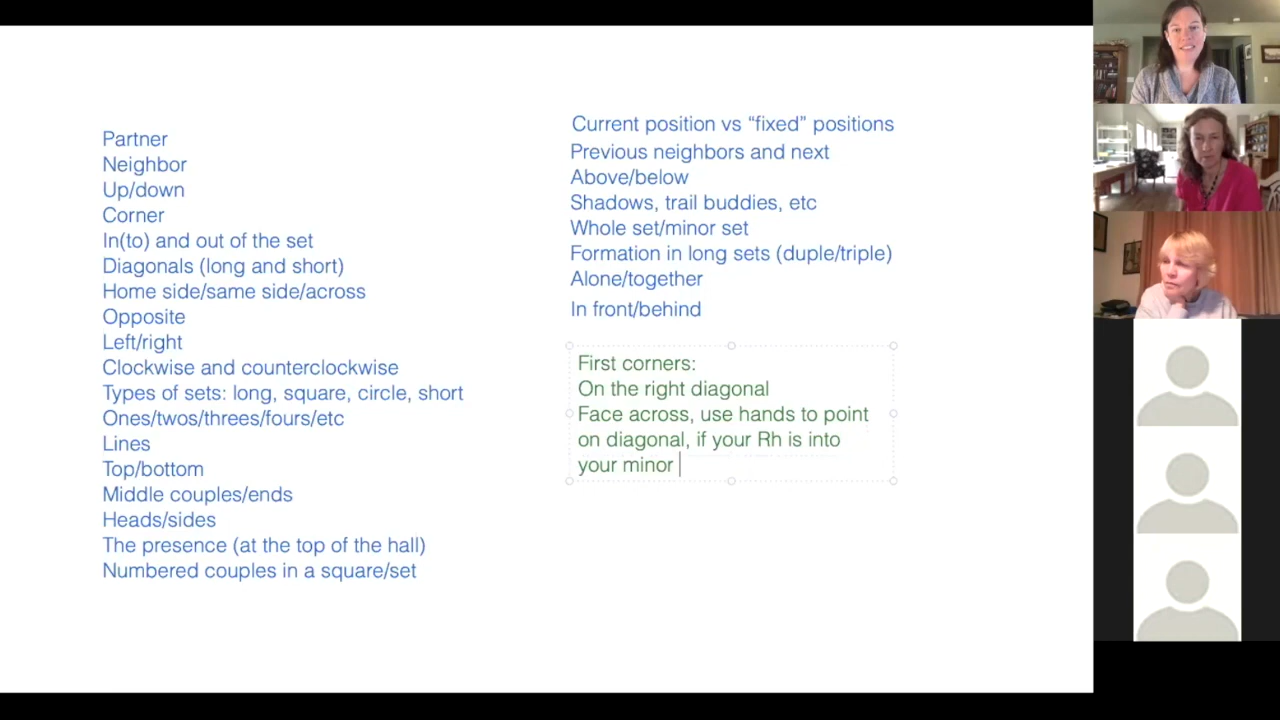 Partner
Neighbor
Up/down
Corner
In(to) and out of the set
Diagonals (long and short)
Home side/same side/across
Opposite
Left/right
Clockwise and counterclockwise
Types of sets: long, square, circle, short
Ones/twos/threes/fours/etc
Lines
Top/bottom
Middle couples/ends
Heads/sides
The presence (at the top of the hall)
Numbered couples in a square/set
Current position vs “fixed” positions
Previous neighbors and next
Above/below
Shadows, trail buddies, etc
Whole set/minor set
Formation in long sets (duple/triple)
Alone/together
In front/behind
First corners:
On the right diagonal
Face across, use hands to point
on diagonal, if your Rh is into
your minor